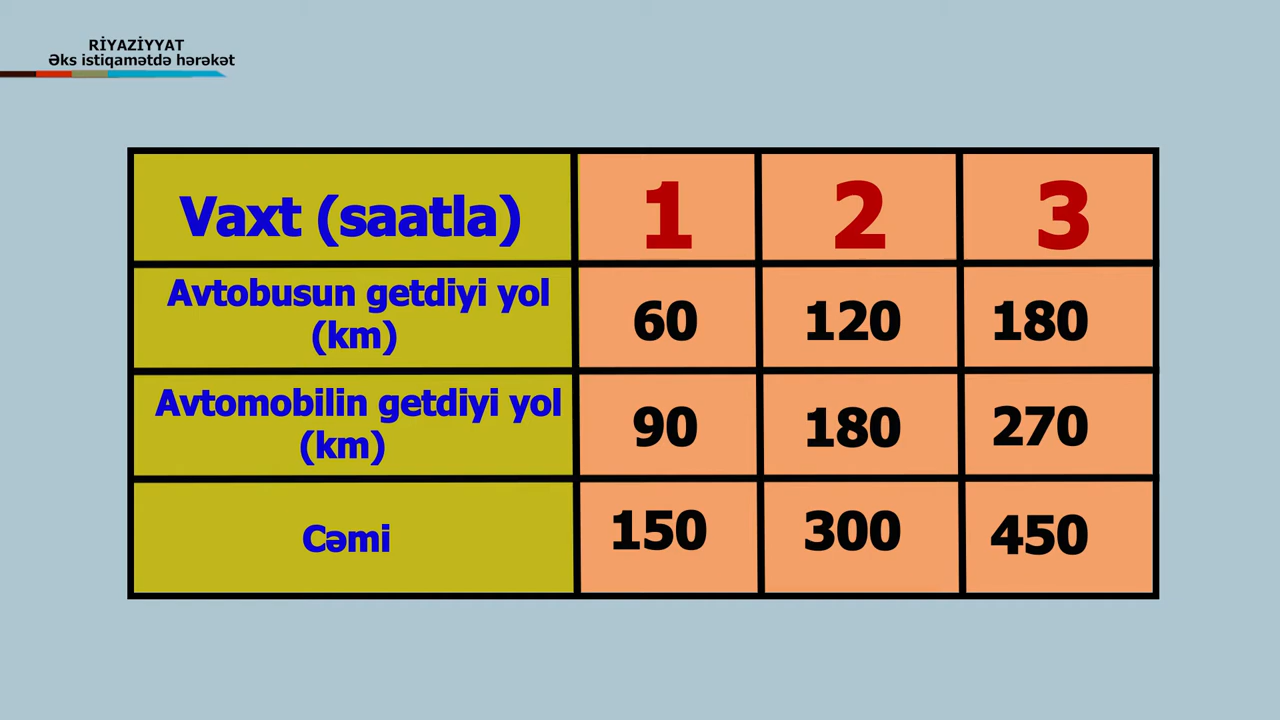 RİYAZİYYAT
Əks istiqamətdə hərəkət
Vaxt (saatla) 1 2 3
Avtobusun getdiyi yol
(km) 60 120 180
Avtomobilin getdiyi yol
(km) 90 180 270
Cəmi 150 300 450